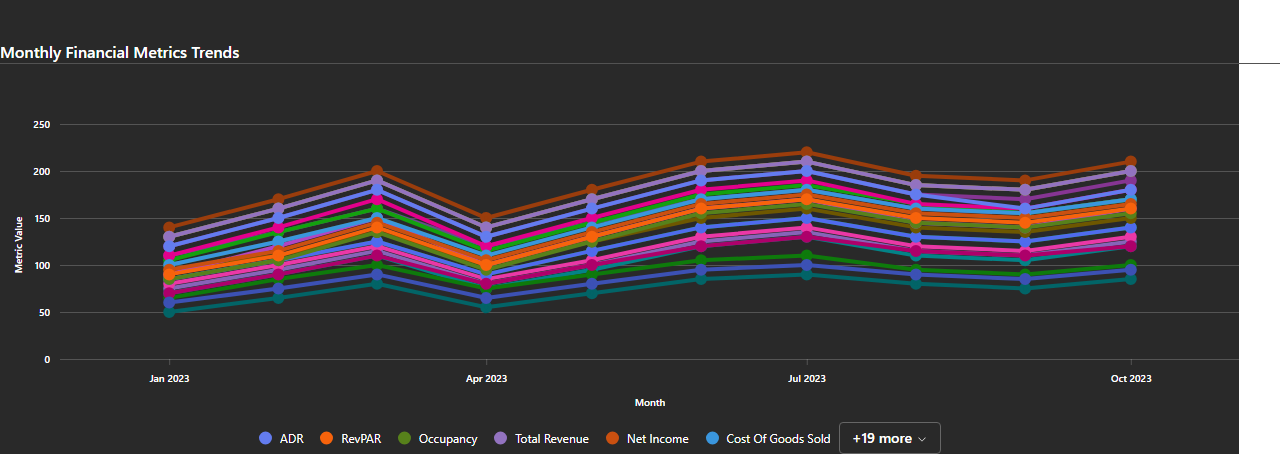 Monthly Financial Metrics Trends
250
200
150
100
50
0
Metric Value
Jan 2023 Apr 2023 Jul 2023 Oct 2023
Month
ADR RevPAR Occupancy Total Revenue Net Income Cost Of Goods Sold +19 more